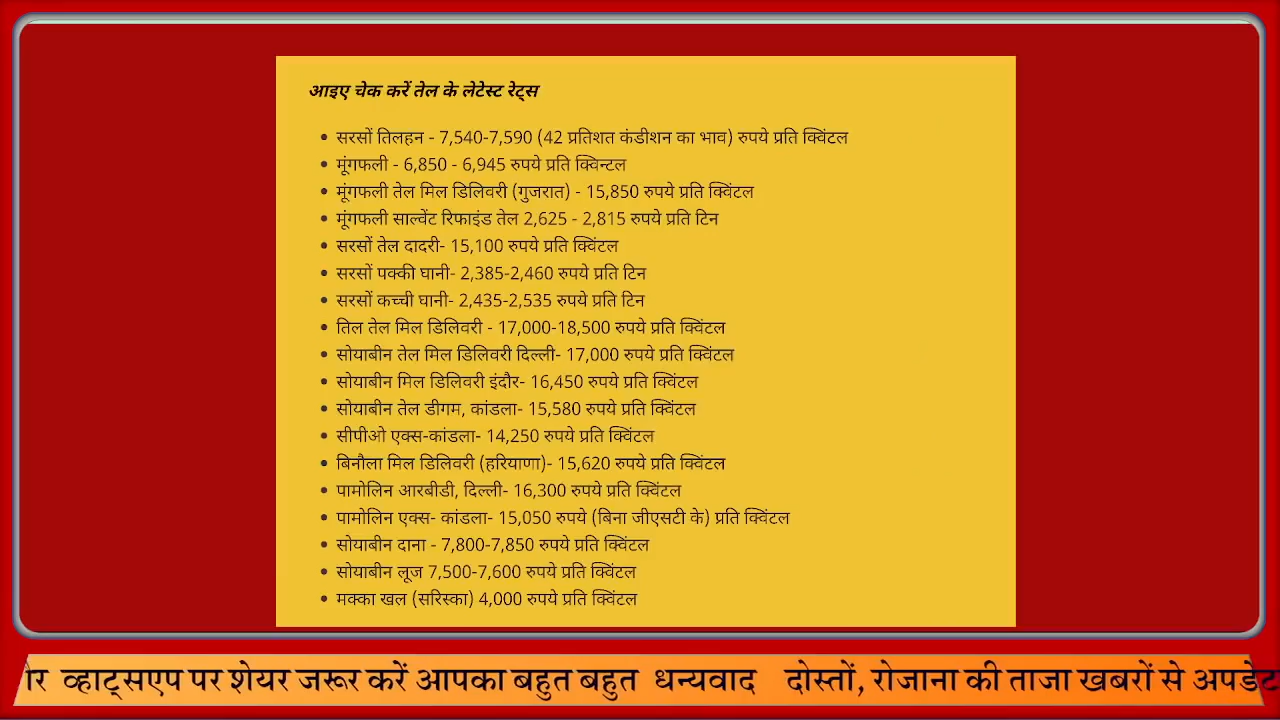 आइए चेक करें तेल के लेटेस्ट रेट्स
• सरसों तिलहन - 7,540-7,590 (42 प्रतिशत कंडीशन का भाव) रुपये प्रति क्विंटल
• मूंगफली - 6,850 - 6,945 रुपये प्रति क्विन्टल
• मूंगफली तेल मिल डिलिवरी (गुजरात) - 15,850 रुपये प्रति क्विंटल
• मूंगफली साल्वेंट रिफाइंड तेल 2,625 - 2,815 रुपये प्रति टिन
• सरसों तेल दादरी- 15,100 रुपये प्रति क्विंटल
• सरसों पक्की घानी- 2,385-2,460 रुपये प्रति टिन
• सरसों कच्ची घानी- 2,435-2,535 रुपये प्रति टिन
• तिल तेल मिल डिलिवरी - 17,000-18,500 रुपये प्रति क्विंटल
• सोयाबीन तेल मिल डिलिवरी दिल्ली- 17,000 रुपये प्रति क्विंटल
• सोयाबीन मिल डिलिवरी इंदौर- 16,450 रुपये प्रति क्विंटल
• सोयाबीन तेल डीगम, कांडला- 15,580 रुपये प्रति क्विंटल
• सीपीओ एक्स-कांडला- 14,250 रुपये प्रति क्विंटल
• बिनौला मिल डिलिवरी (हरियाणा)- 15,620 रुपये प्रति क्विंटल
• पामोलिन आरबीडी, दिल्ली- 16,300 रुपये प्रति क्विंटल
• पामोलिन एक्स- कांडला- 15,050 रुपये (बिना जीएसटी के) प्रति क्विंटल
• सोयाबीन दाना - 7,800-7,850 रुपये प्रति क्विंटल
• सोयाबीन लूज 7,500-7,600 रुपये प्रति क्विंटल
• मक्का खल (सरिस्का) 4,000 रुपये प्रति क्विंटल
व्हाट्सएप पर शेयर जरूर करें आपका बहुत बहुत धन्यवाद दोस्तों, रोजाना की ताजा खबरों से अपडेट